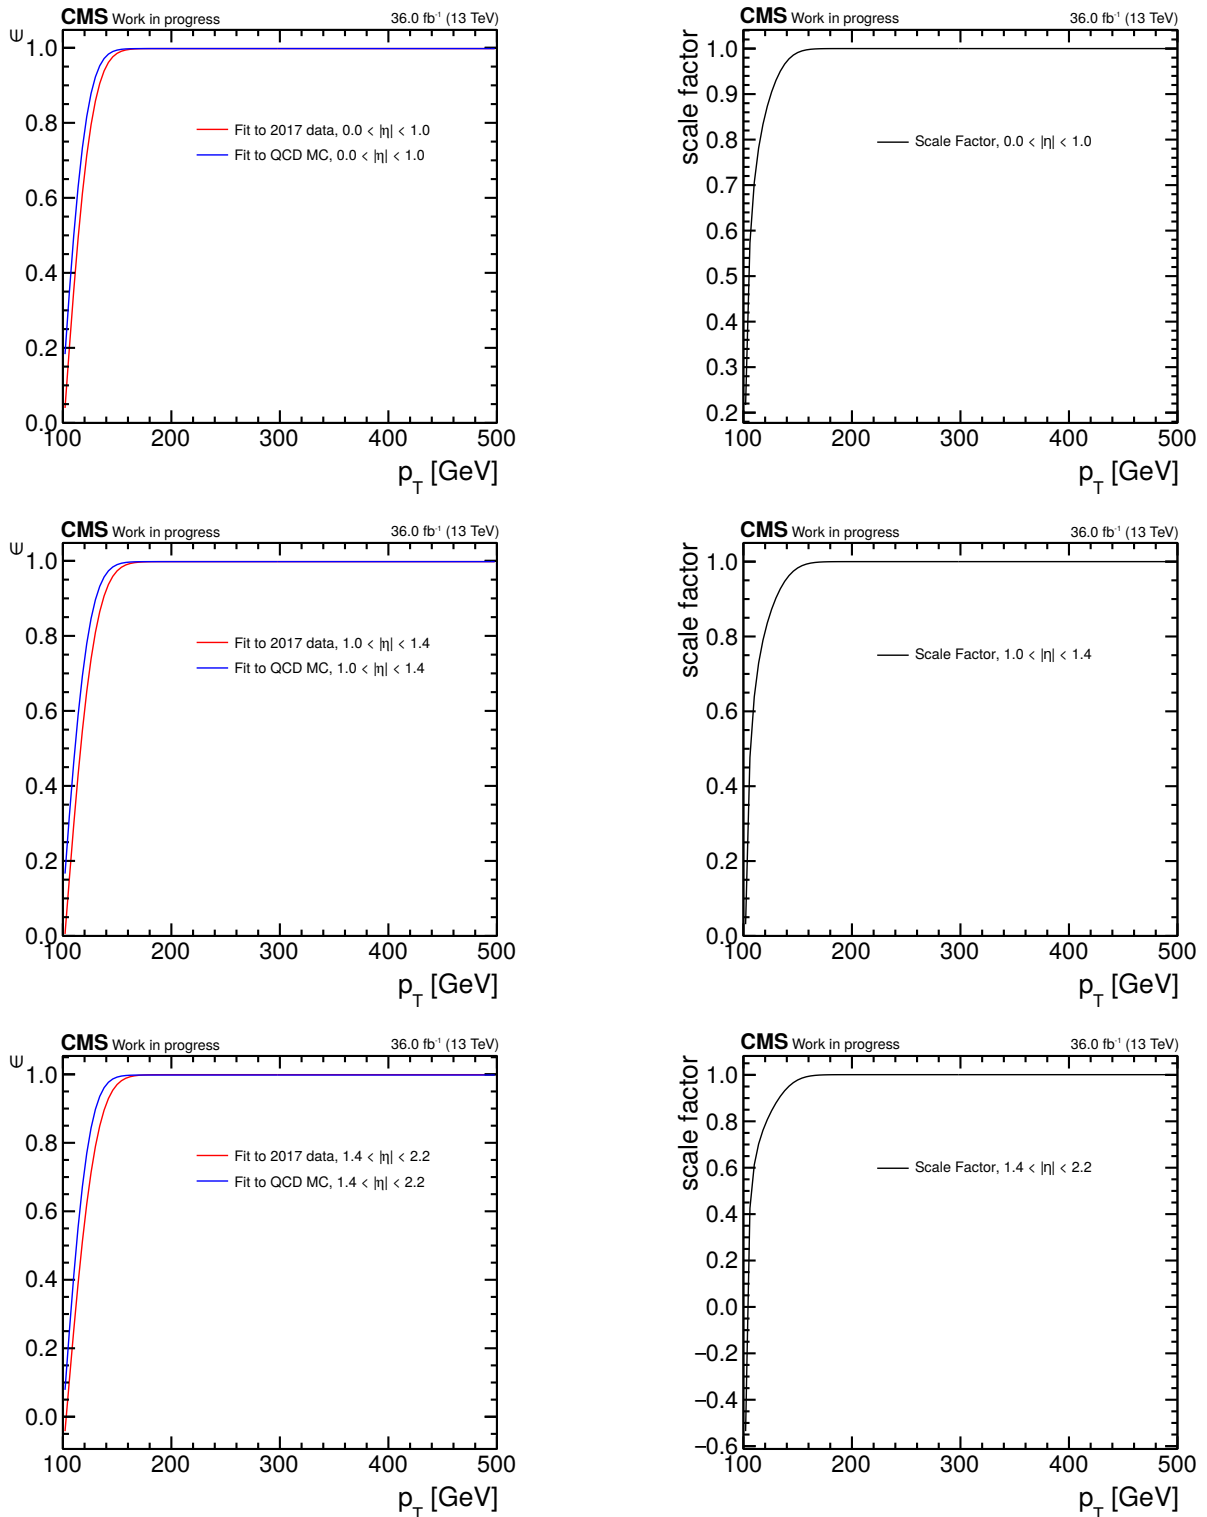 CMS Work in progress 36.0 fb-1 (13 TeV)
∈
1.0
0.8
0.6
0.4
0.2
0.0
Fit to 2017 data, 0.0 < |η| < 1.0
Fit to QCD MC, 0.0 < |η| < 1.0
100 200 300 400 500
pT [GeV]
CMS Work in progress 36.0 fb-1 (13 TeV)
scale factor
1.0
0.9
0.8
0.7
0.6
0.5
0.4
0.3
0.2
Scale Factor, 0.0 < |η| < 1.0
100 200 300 400 500
pT [GeV]
CMS Work in progress 36.0 fb-1 (13 TeV)
∈
1.0
0.8
0.6
0.4
0.2
0.0
Fit to 2017 data, 1.0 < |η| < 1.4
Fit to QCD MC, 1.0 < |η| < 1.4
100 200 300 400 500
pT [GeV]
CMS Work in progress 36.0 fb-1 (13 TeV)
scale factor
1.0
0.8
0.6
0.4
0.2
0.0
Scale Factor, 1.0 < |η| < 1.4
100 200 300 400 500
pT [GeV]
CMS Work in progress 36.0 fb-1 (13 TeV)
∈
1.0
0.8
0.6
0.4
0.2
0.0
Fit to 2017 data, 1.4 < |η| < 2.2
Fit to QCD MC, 1.4 < |η| < 2.2
100 200 300 400 500
pT [GeV]
CMS Work in progress 36.0 fb-1 (13 TeV)
scale factor
1.0
0.8
0.6
0.4
0.2
0.0
−0.2
−0.4
−0.6
Scale Factor, 1.4 < |η| < 2.2
100 200 300 400 500
pT [GeV]